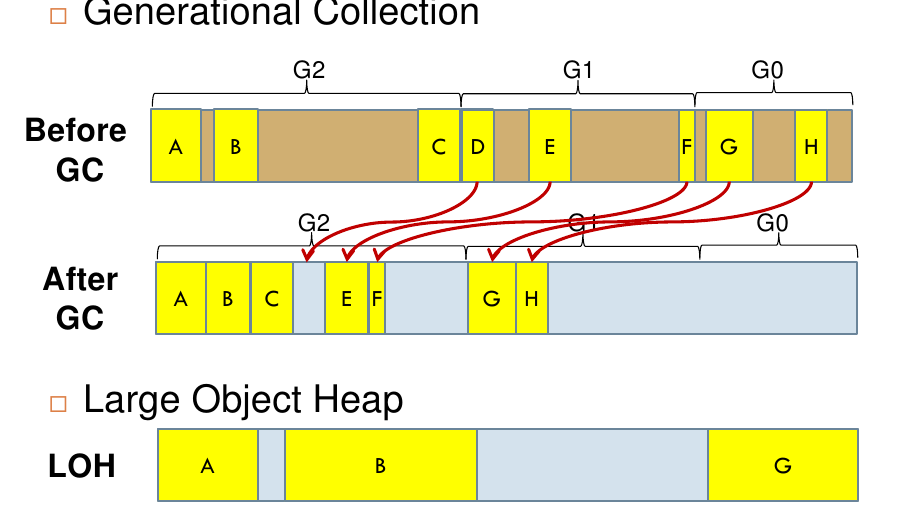 Generational Collection
G2 G1 G0
Before GC
A B C D E F G H
G2 G1 G0
After GC
A B C E F G H
Large Object Heap
LOH
A B G